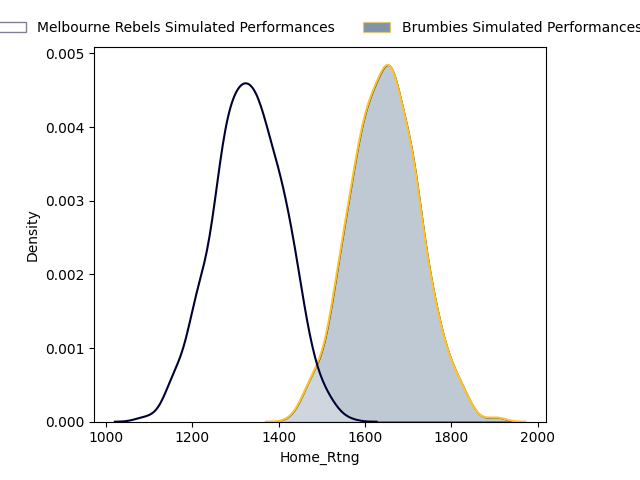 Melbourne Rebels Simulated Performances Brumbies Simulated Performances
0.005
0.004
0.003
0.002
0.001
0.000
Density
1000 1200 1400 1600 1800 2000
Home_Rtng